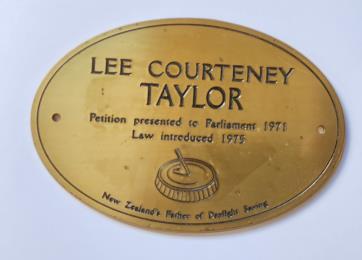 LEE COURTENEY
TAYLOR
Petition presented to Parliament 1971
Law introduced 1975
New Zealand's Father of Daylight Saving